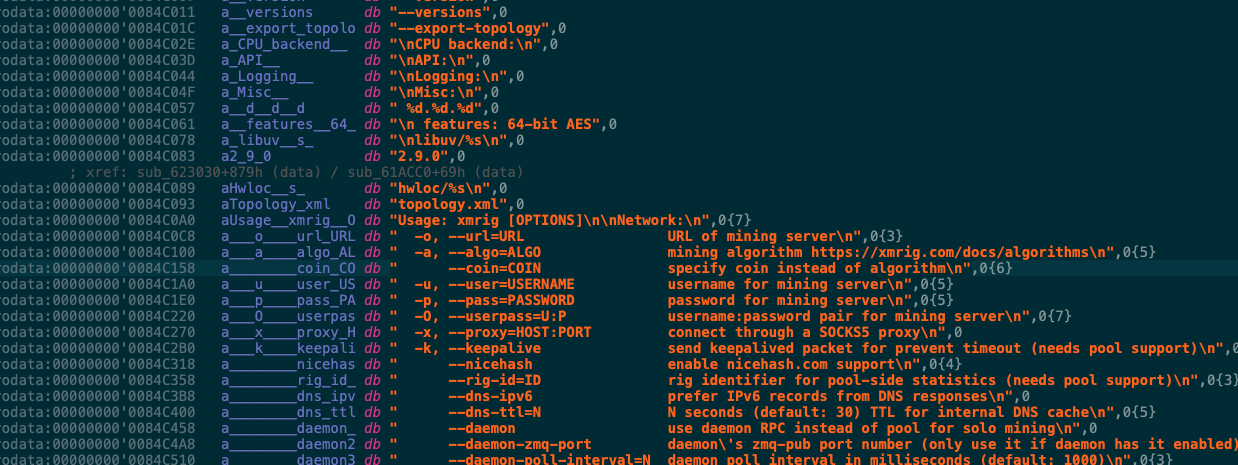 rodata:00000000'0084C011 a__versions db "--versions",0
rodata:00000000'0084C01C a__export_topolo db "--export-topology",0
rodata:00000000'0084C02E a_CPU_backend__ db "\nCPU backend:\n",0
rodata:00000000'0084C03D a_API__ db "\nAPI:\n",0
rodata:00000000'0084C044 a_Logging__ db "\nLogging:\n",0
rodata:00000000'0084C04F a_Misc__ db "\nMisc:\n",0
rodata:00000000'0084C057 a__d__d__d db " %d.%d.%d",0
rodata:00000000'0084C061 a__features__64_ db "\n features: 64-bit AES",0
rodata:00000000'0084C078 a_libuv__s_ db "\nlibuv/%s\n",0
rodata:00000000'0084C083 a2_9_0 db "2.9.0",0
; xref: sub_623030+879h (data) / sub_61ACC0+69h (data)
rodata:00000000'0084C089 aHwloc__s_ db "hwloc/%s\n",0
rodata:00000000'0084C093 aTopology_xml db "topology.xml",0
rodata:00000000'0084C0A0 aUsage__xmrig__O db "Usage: xmrig [OPTIONS]\n\nNetwork:\n",0{7}
rodata:00000000'0084C0C8 a___o____url_URL db "  -o, --url=URL                 URL of mining server\n",0{3}
rodata:00000000'0084C100 a___a____algo_AL db "  -a, --algo=ALGO               mining algorithm https://xmrig.com/docs/algorithms\n",0{5}
rodata:00000000'0084C158 a________coin_CO db "      --coin=COIN               specify coin instead of algorithm\n",0{6}
rodata:00000000'0084C1A0 a___u____user_US db "  -u, --user=USERNAME           username for mining server\n",0{5}
rodata:00000000'0084C1E0 a___p____pass_PA db "  -p, --pass=PASSWORD           password for mining server\n",0{5}
rodata:00000000'0084C220 a___O____userpas db "  -O, --userpass=U:P            username:password pair for mining server\n",0{7}
rodata:00000000'0084C270 a___x____proxy_H db "  -x, --proxy=HOST:PORT         connect through a SOCKS5 proxy\n",0
rodata:00000000'0084C2B0 a___k____keepali db "  -k, --keepalive               send keepalived packet for prevent timeout (needs pool support)\n",0
rodata:00000000'0084C318 a________nicehas db "      --nicehash                enable nicehash.com support\n",0{4}
rodata:00000000'0084C358 a________rig_id_ db "      --rig-id=ID               rig identifier for pool-side statistics (needs pool support)\n",0{3}
rodata:00000000'0084C3B8 a________dns_ipv db "      --dns-ipv6                prefer IPv6 records from DNS responses\n",0
rodata:00000000'0084C400 a________dns_ttl db "      --dns-ttl=N               N seconds (default: 30) TTL for internal DNS cache\n",0{5}
rodata:00000000'0084C458 a________daemon_ db "      --daemon                  use daemon RPC instead of pool for solo mining\n",0
rodata:00000000'0084C4A8 a________daemon2 db "      --daemon-zmq-port         daemon\'s zmq-pub port number (only use it if daemon has it enabled)
rodata:00000000'0084C510 a________daemon3 db "      --daemon-poll-interval=N  daemon poll interval in milliseconds (default: 1000)\n",0{3}